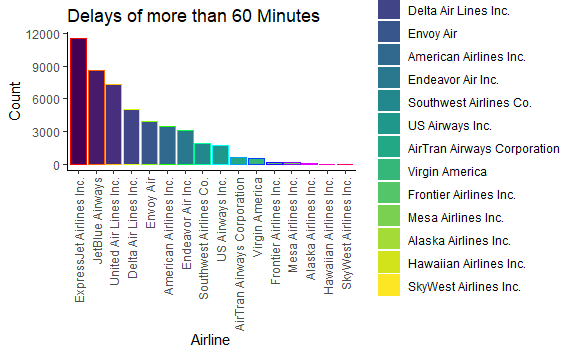 Delays of more than 60 Minutes
Count
12000
9000
6000
3000
0
ExpressJet Airlines Inc.
JetBlue Airways
United Air Lines Inc.
Delta Air Lines Inc.
Envoy Air
American Airlines Inc.
Endeavor Air Inc.
Southwest Airlines Co.
US Airways Inc.
AirTran Airways Corporation
Virgin America
Frontier Airlines Inc.
Mesa Airlines Inc.
Alaska Airlines Inc.
Hawaiian Airlines Inc.
SkyWest Airlines Inc.
Airline
Delta Air Lines Inc.
Envoy Air
American Airlines Inc.
Endeavor Air Inc.
Southwest Airlines Co.
US Airways Inc.
AirTran Airways Corporation
Virgin America
Frontier Airlines Inc.
Mesa Airlines Inc.
Alaska Airlines Inc.
Hawaiian Airlines Inc.
SkyWest Airlines Inc.